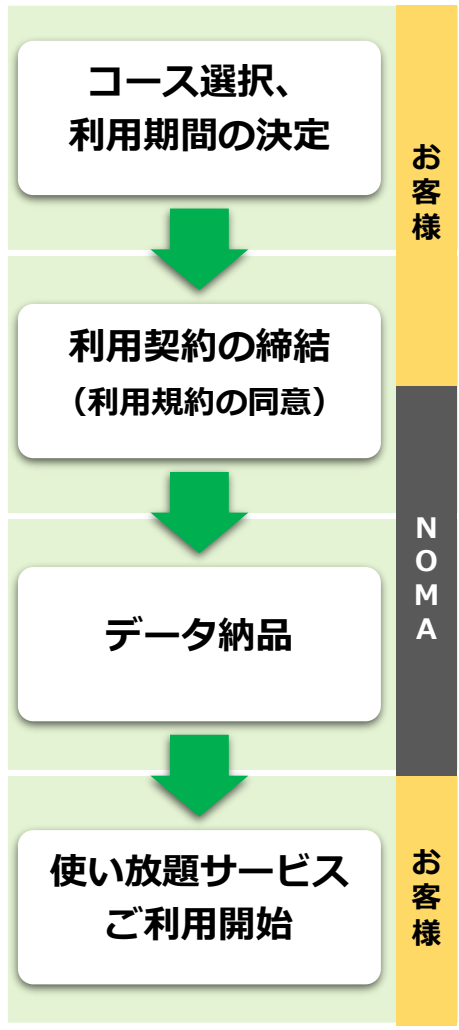 コース選択、
利用期間の決定
お客様
利用契約の締結
（利用規約の同意）
NOMA
データ納品
使い放題サービス
ご利用開始
お客様